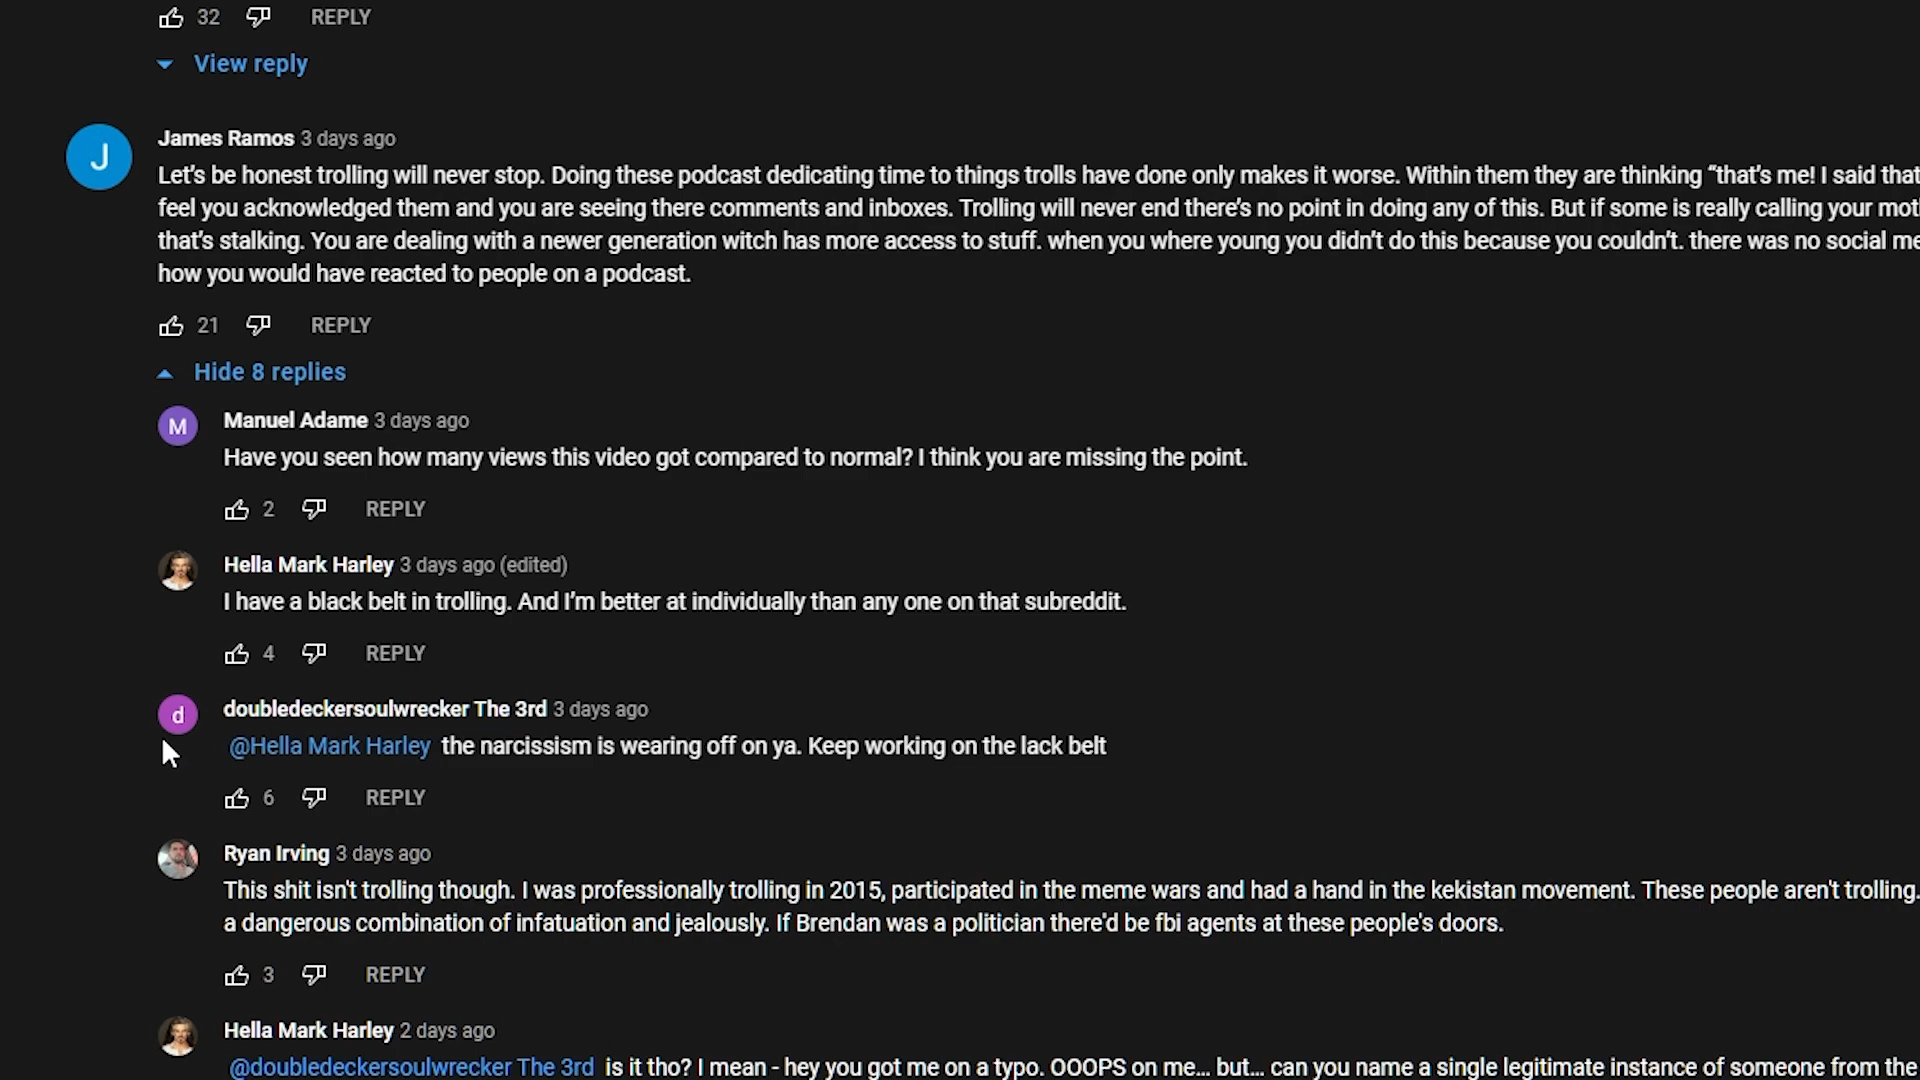 32 REPLY
View reply
J
James Ramos 3 days ago
Let's be honest trolling will never stop. Doing these podcast dedicating time to things trolls have done only makes it worse. Within them they are thinking “that's me! I said that
feel you acknowledged them and you are seeing there comments and inboxes. Trolling will never end there's no point in doing any of this. But if some is really calling your
that's stalking. You are dealing with a newer generation witch has more access to stuff. when you where young you didn't do this because you couldn't. there was no social
how you would have reacted to people on a podcast.
21 REPLY
Hide 8 replies
M
Manuel Adame 3 days ago
Have you seen how many views this video got compared to normal? I think you are missing the point.
2 REPLY
Hella Mark Harley 3 days ago (edited)
I have a black belt in trolling. And I'm better at individually than any one on that subreddit.
4 REPLY
d
doubledeckersoulwrecker The 3rd 3 days ago
@Hella Mark Harley the narcissism is wearing off on ya. Keep working on the lack belt
6 REPLY
Ryan Irving 3 days ago
This shit isn't trolling though. I was professionally trolling in 2015, participated in the meme wars and had a hand in the kekistan movement. These people aren't trolling.
a dangerous combination of infatuation and jealously. If Brendan was a politician there'd be fbi agents at these people's doors.
3 REPLY
Hella Mark Harley 2 days ago
@doubledeckersoulwrecker The 3rd is it tho? I mean - hey you got me on a typo. OOOPS on me... but... can you name a single legitimate instance of someone from the